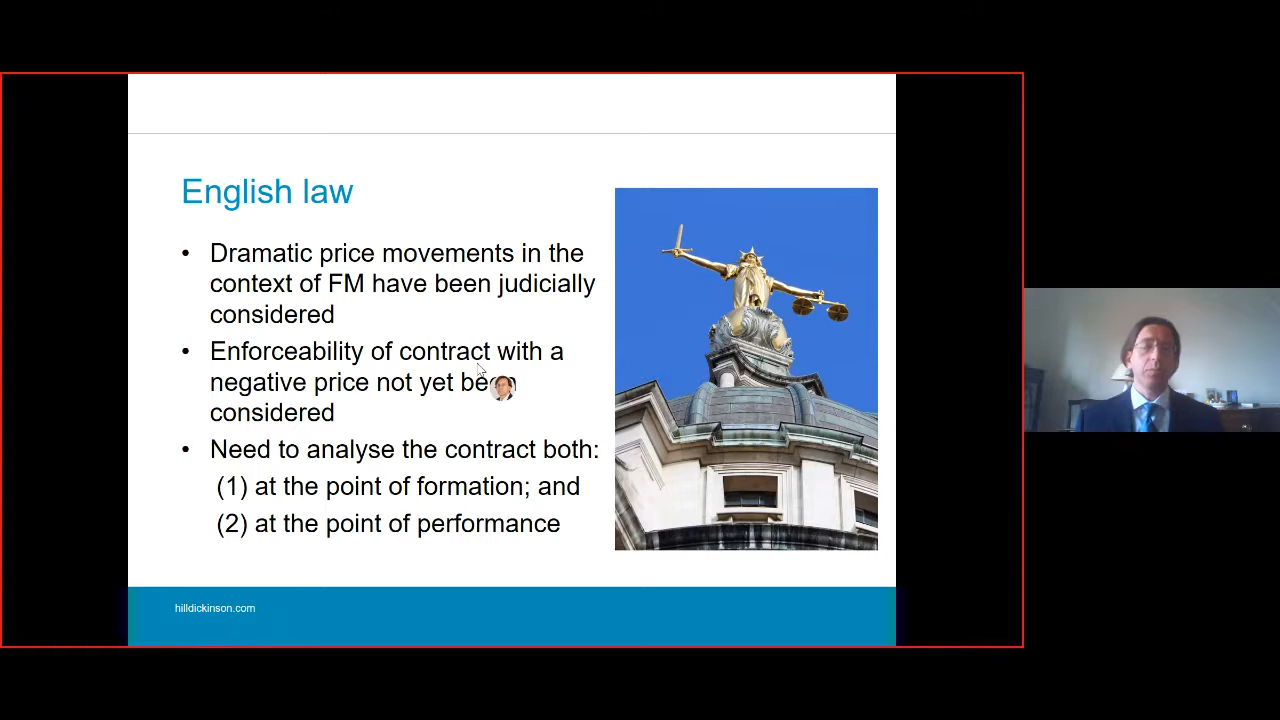 English law
• Dramatic price movements in the
context of FM have been judicially
considered
• Enforceability of contract with a
negative price not yet been
considered
• Need to analyse the contract both:
(1) at the point of formation; and
(2) at the point of performance
hilldickinson.com